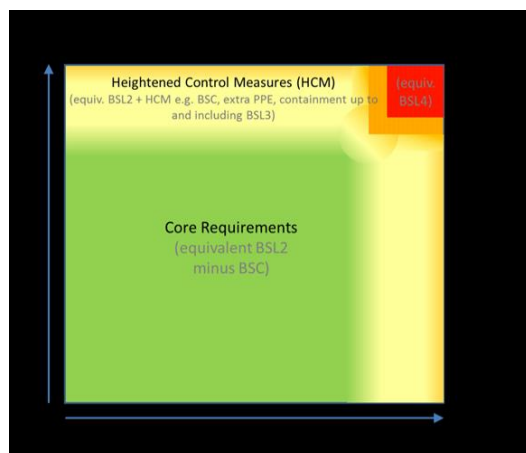 Heightened Control Measures (HCM)
(equiv. BSL2 + HCM e.g. BSC, extra PPE, containment up to
and including BSL3)
(equiv.
BSL4)
Core Requirements
(equivalent BSL2
minus BSC)